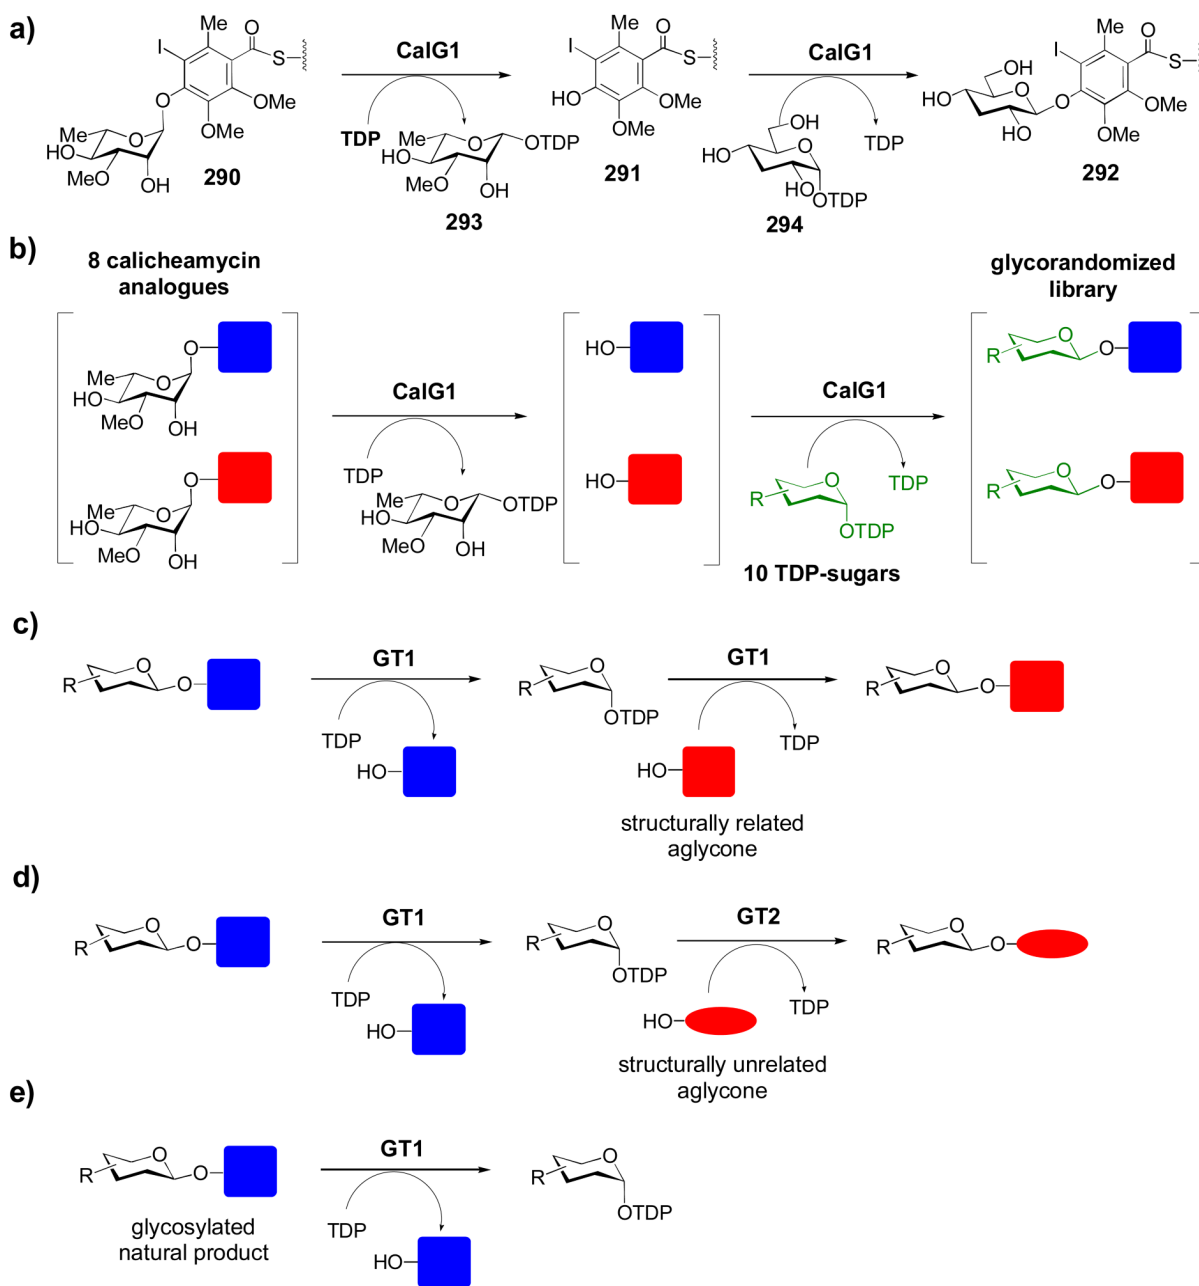 a)
Me
O
I
S
O
OMe
OMe
Me
O
HO
MeO
OH
290
CalG1
TDP
Me
O
OTDP
HO
MeO
OH
293
Me
O
I
S
HO
OMe
OMe
291
CalG1
OH
O
HO
HO
OTDP
TDP
294
Me
O
I
S
OH
O
O
HO
OH
OMe
OMe
292
b)
8 calicheamycin
analogues
O
Me
O
HO
MeO
OH
O
Me
O
HO
MeO
OH
CalG1
TDP
Me
O
OTDP
HO
MeO
OH
HO
HO
CalG1
O
R
OTDP
TDP
10 TDP-sugars
glycorandomized
library
O
O
R
O
O
R
c)
O
O
R
GT1
TDP
HO
O
R
OTDP
GT1
HO
TDP
structurally related
aglycone
O
O
R
d)
O
O
R
GT1
TDP
HO
O
R
OTDP
GT2
HO
TDP
structurally unrelated
aglycone
O
O
R
e)
O
O
R
glycosylated
natural product
GT1
TDP
HO
O
R
OTDP